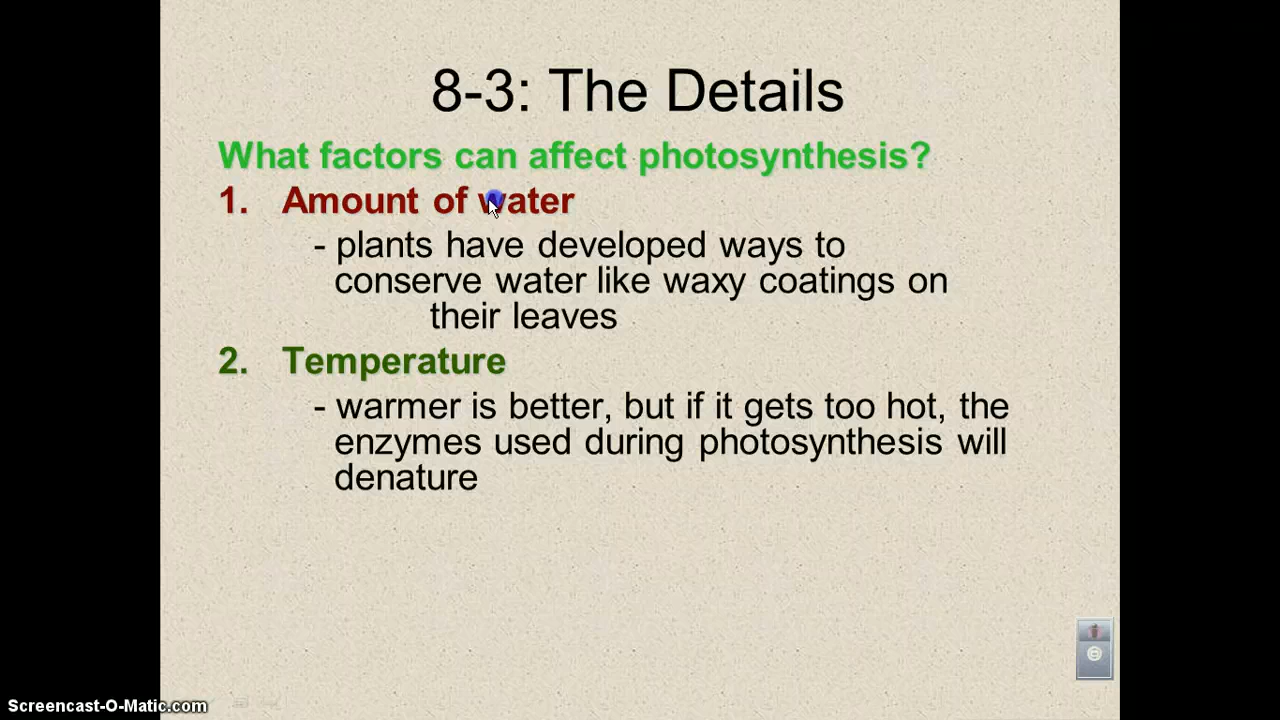 8-3: The Details
What factors can affect photosynthesis?
1. Amount of water
- plants have developed ways to
conserve water like waxy coatings on
their leaves
2. Temperature
- warmer is better, but if it gets too hot, the
enzymes used during photosynthesis will
denature
Screencast-O-Matic.com